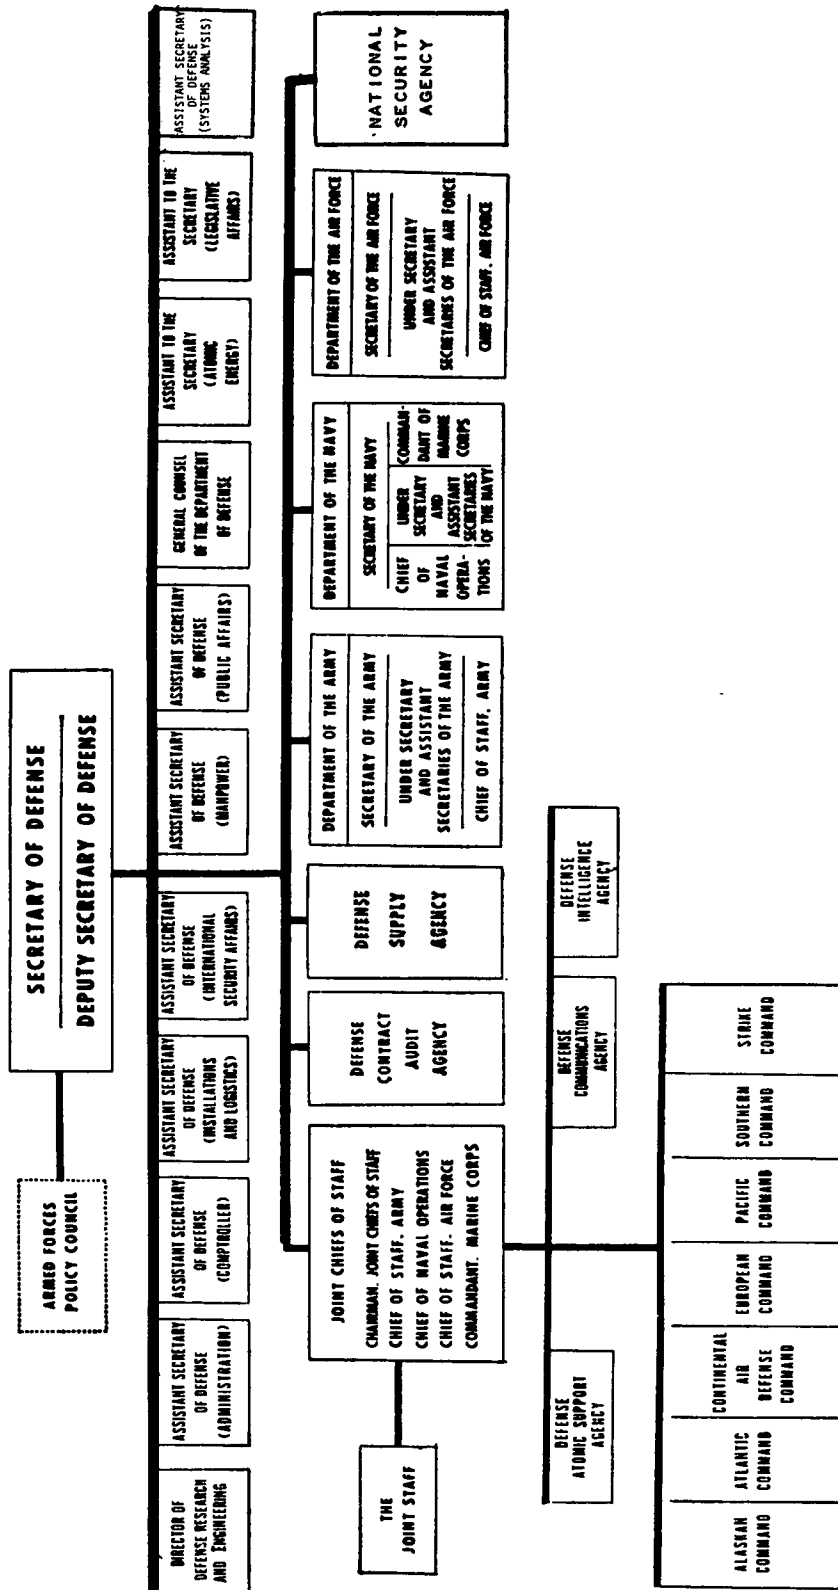 SECRETARY OF DEFENSE
DEPUTY SECRETARY OF DEFENSE
ARMED FORCES
POLICY COUNCIL
DIRECTOR OF
DEFENSE RESEARCH
AND ENGINEERING
ASSISTANT SECRETARY
OF DEFENSE
(ADMINISTRATION)
ASSISTANT SECRETARY
OF DEFENSE
(COMPTROLLER)
ASSISTANT SECRETARY
OF DEFENSE
(INSTALLATIONS
AND LOGISTICS)
ASSISTANT SECRETARY
OF DEFENSE
(INTERNATIONAL
SECURITY AFFAIRS)
ASSISTANT SECRETARY
OF DEFENSE
(MANPOWER)
ASSISTANT SECRETARY
OF DEFENSE
(PUBLIC AFFAIRS)
GENERAL COUNSEL
OF THE DEPARTMENT
OF DEFENSE
ASSISTANT TO THE
SECRETARY
(ATOMIC
ENERGY)
ASSISTANT TO THE
SECRETARY
(LEGISLATIVE
AFFAIRS)
ASSISTANT SECRETARY
OF DEFENSE
(SYSTEMS ANALYSIS)
THE
JOINT STAFF
JOINT CHIEFS OF STAFF
CHAIRMAN. JOINT CHIEFS OF STAFF
CHIEF OF STAFF. ARMY
CHIEF OF NAVAL OPERATIONS
CHIEF OF STAFF. AIR FORCE
COMMANDANT. MARINE CORPS
DEFENSE
CONTRACT
AUDIT
AGENCY
DEFENSE
SUPPLY
AGENCY
DEPARTMENT OF THE ARMY
SECRETARY OF THE ARMY
UNDER SECRETARY
AND ASSISTANT
SECRETARIES OF THE ARMY
CHIEF OF STAFF. ARMY
DEPARTMENT OF THE NAVY
SECRETARY OF THE NAVY
CHIEF
OF
NAVAL
OPERA-
TIONS
UNDER
SECRETARY
AND
ASSISTANT
SECRETARIES
OF THE NAVY
COMMAN-
DANT OF
MARINE
CORPS
DEPARTMENT OF THE AIR FORCE
SECRETARY OF THE AIR FORCE
UNDER SECRETARY
AND ASSISTANT
SECRETARIES OF THE AIR FORCE
CHIEF OF STAFF. AIR FORCE
NATIONAL
SECURITY
AGENCY
DEFENSE
ATOMIC SUPPORT
AGENCY
DEFENSE
COMMUNICATIONS
AGENCY
DEFENSE
INTELLIGENCE
AGENCY
ALASKAN
COMMAND
ATLANTIC
COMMAND
CONTINENTAL
AIR
DEFENSE
COMMAND
EUROPEAN
COMMAND
PACIFIC
COMMAND
SOUTHERN
COMMAND
STRIKE
COMMAND